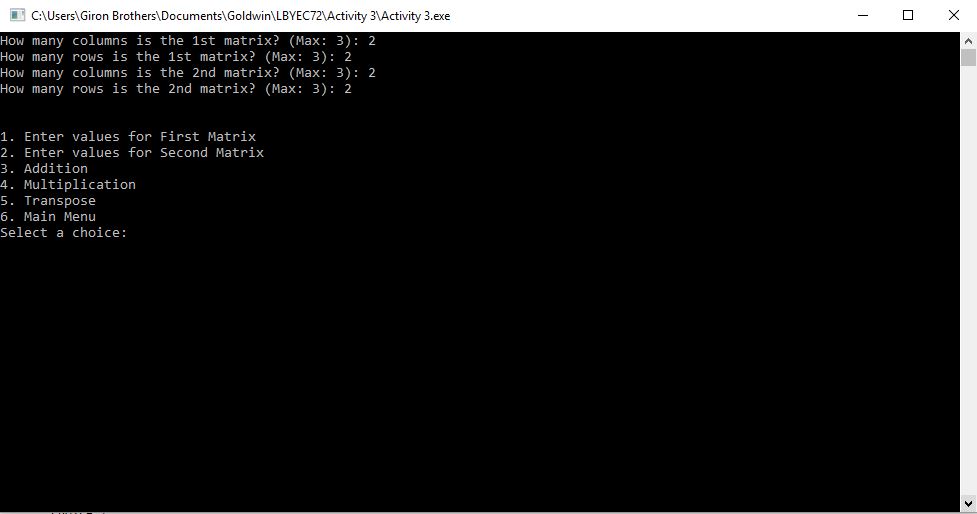 C:\Users\Giron Brothers\Documents\Goldwin\LBYEC72\Activity 3\Activity 3.exe
How many columns is the 1st matrix? (Max: 3): 2
How many rows is the 1st matrix? (Max: 3): 2
How many columns is the 2nd matrix? (Max: 3): 2
How many rows is the 2nd matrix? (Max: 3): 2
1. Enter values for First Matrix
2. Enter values for Second Matrix
3. Addition
4. Multiplication
5. Transpose
6. Main Menu
Select a choice: